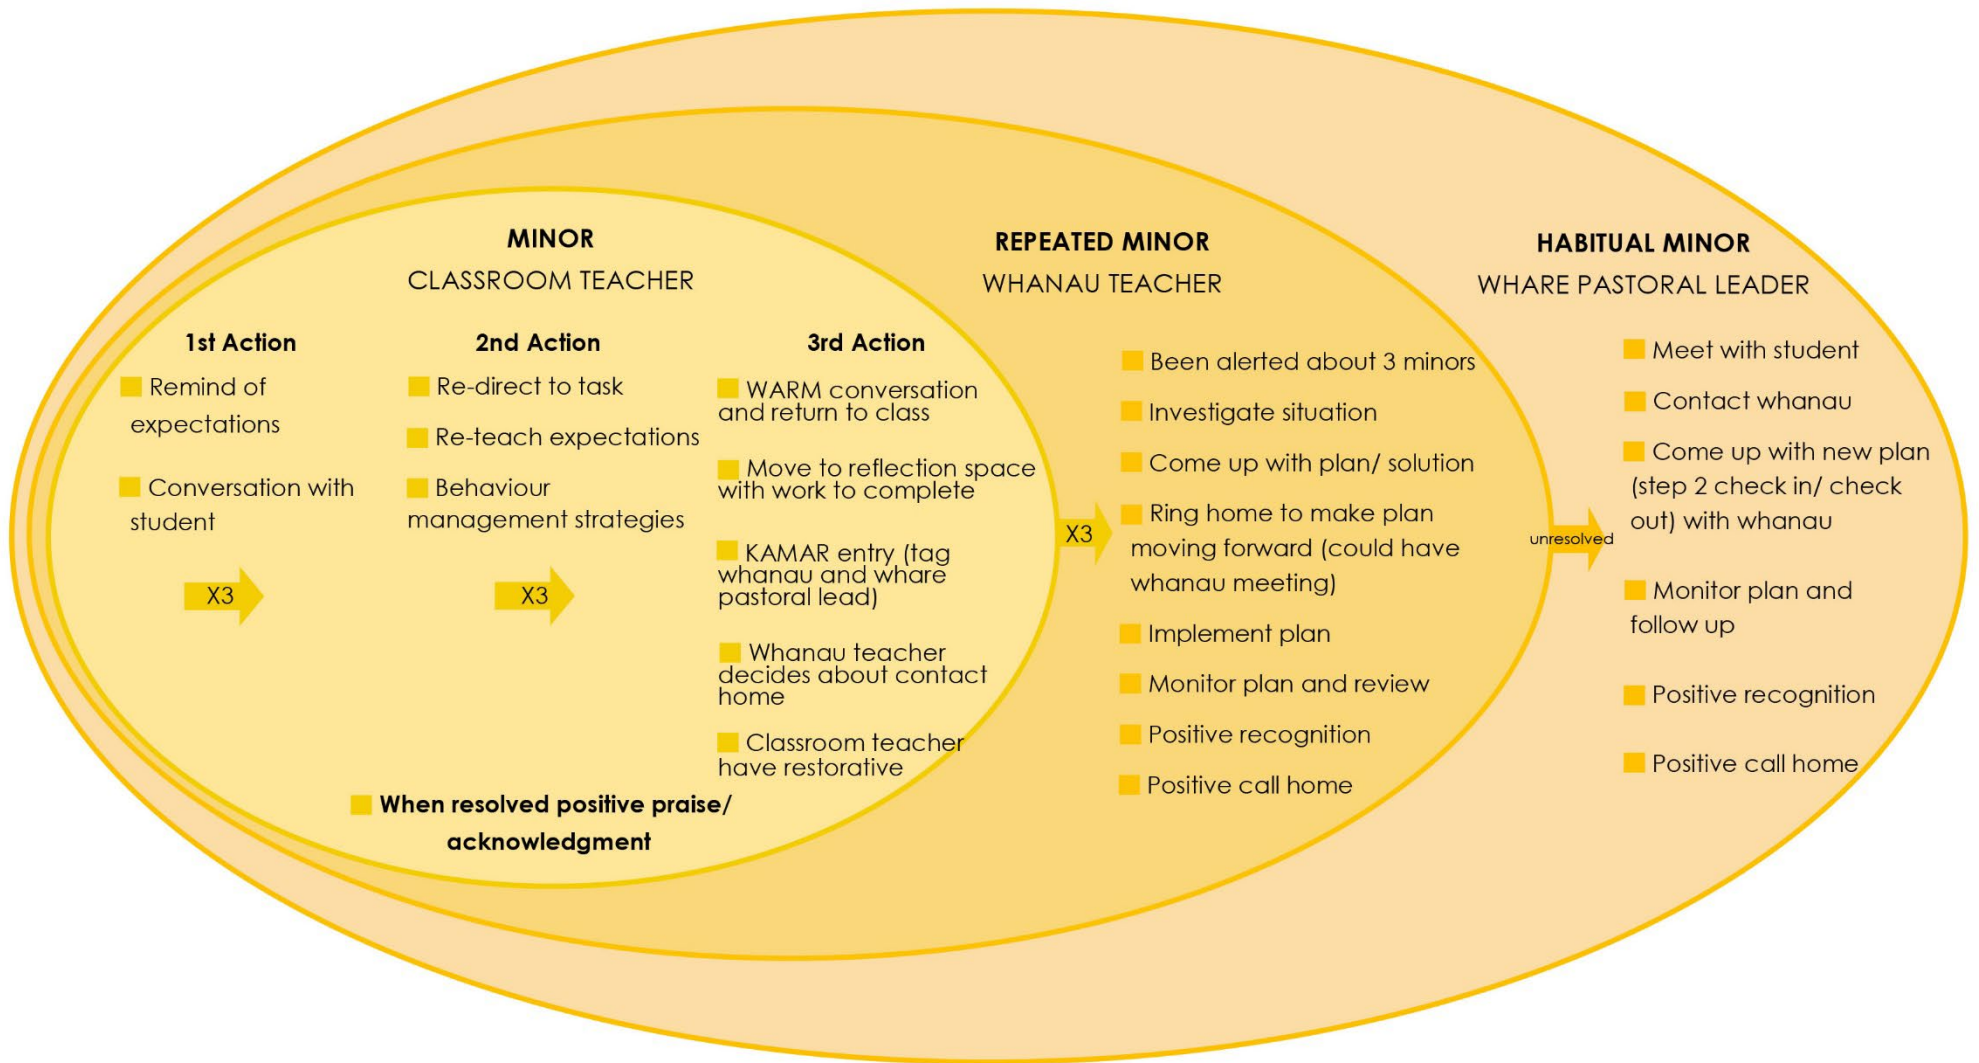 MINOR
CLASSROOM TEACHER
1st Action
Remind of
expectations
Conversation with
student
X3
2nd Action
Re-direct to task
Re-teach expectations
Behaviour
management strategies
X3
3rd Action
WARM conversation
and return to class
Move to reflection space
with work to complete
KAMAR entry (tag
whanau and whare
pastoral lead)
Whanau teacher
decides about contact
home
Classroom teacher
have restorative
When resolved positive praise/
acknowledgment
X3
REPEATED MINOR
WHANAU TEACHER
Been alerted about 3 minors
Investigate situation
Come up with plan/ solution
Ring home to make plan
moving forward (could have
whanau meeting)
Implement plan
Monitor plan and review
Positive recognition
Positive call home
unresolved
HABITUAL MINOR
WHARE PASTORAL LEADER
Meet with student
Contact whanau
Come up with new plan
(step 2 check in/ check
out) with whanau
Monitor plan and
follow up
Positive recognition
Positive call home